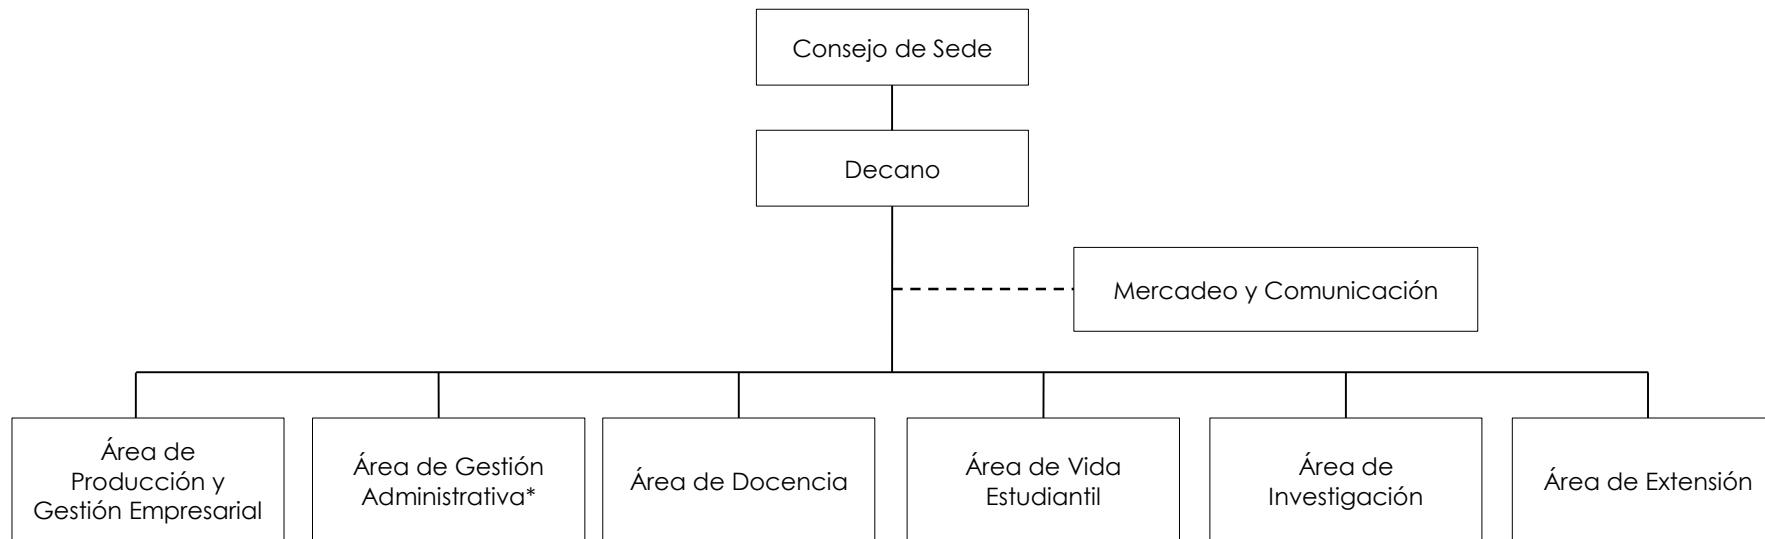 Consejo de Sede
Decano
Mercadeo y Comunicación
Área de
Producción y
Gestión Empresarial
Área de Gestión
Administrativa*
Área de Docencia
Área de Vida
Estudiantil
Área de
Investigación
Área de Extensión